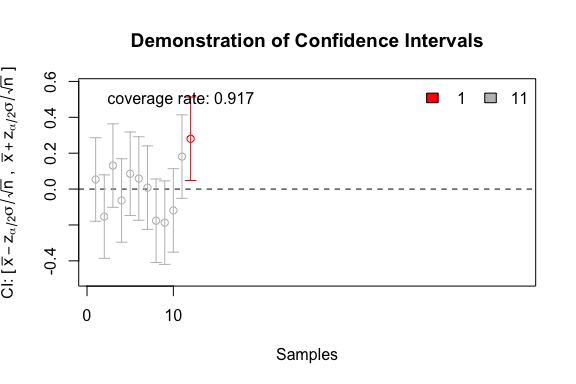 Demonstration of Confidence Intervals
CI: [ x̅ − zα/2σ/√n , x̅ + zα/2σ/√n ]
0.6
0.4
0.2
0.0
-0.4
coverage rate: 0.917
1
11
0
10
Samples